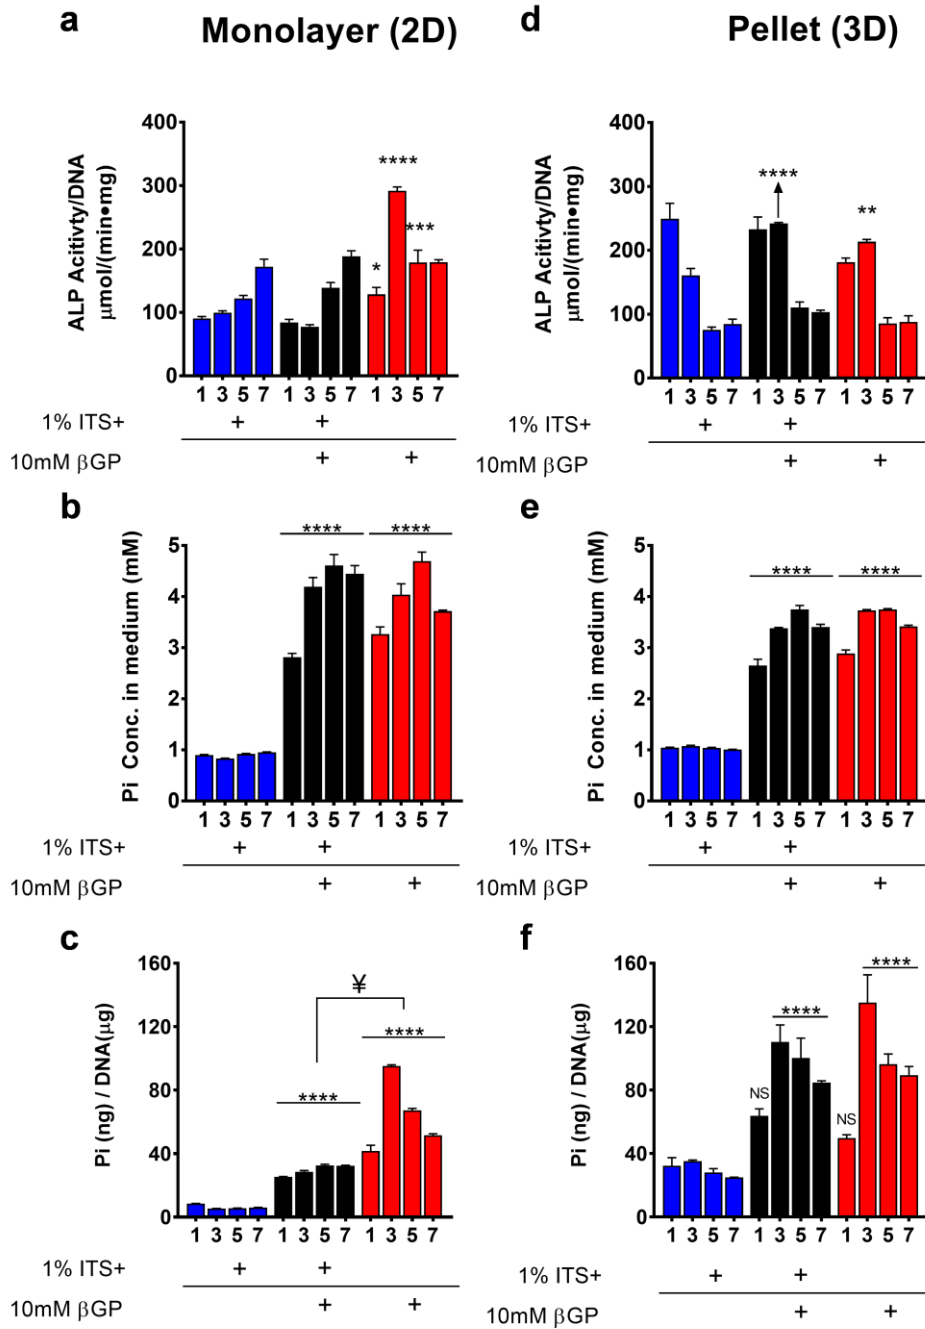 a Monolayer (2D)
ALP Acitivty/DNA
μmol/(min•mg)
400
300
200
100
0
* **** ***
1 3 5 7 1 3 5 7 1 3 5 7
1% ITS+ + +
10mM βGP + +
d Pellet (3D)
ALP Acitivty/DNA
μmol/(min•mg)
400
300
200
100
0
**** **
1 3 5 7 1 3 5 7 1 3 5 7
1% ITS+ + +
10mM βGP + +
b
Pi Conc. in medium (mM)
5
4
3
2
1
0
**** ****
1 3 5 7 1 3 5 7 1 3 5 7
1% ITS+ + +
10mM βGP + +
e
Pi Conc. in medium (mM)
5
4
3
2
1
0
**** ****
1 3 5 7 1 3 5 7 1 3 5 7
1% ITS+ + +
10mM βGP + +
c
Pi (ng) / DNA(μg)
160
120
80
40
0
¥
**** ****
1 3 5 7 1 3 5 7 1 3 5 7
1% ITS+ + +
10mM βGP + +
f
Pi (ng) / DNA(μg)
160
120
80
40
0
NS **** NS ****
1 3 5 7 1 3 5 7 1 3 5 7
1% ITS+ + +
10mM βGP + +